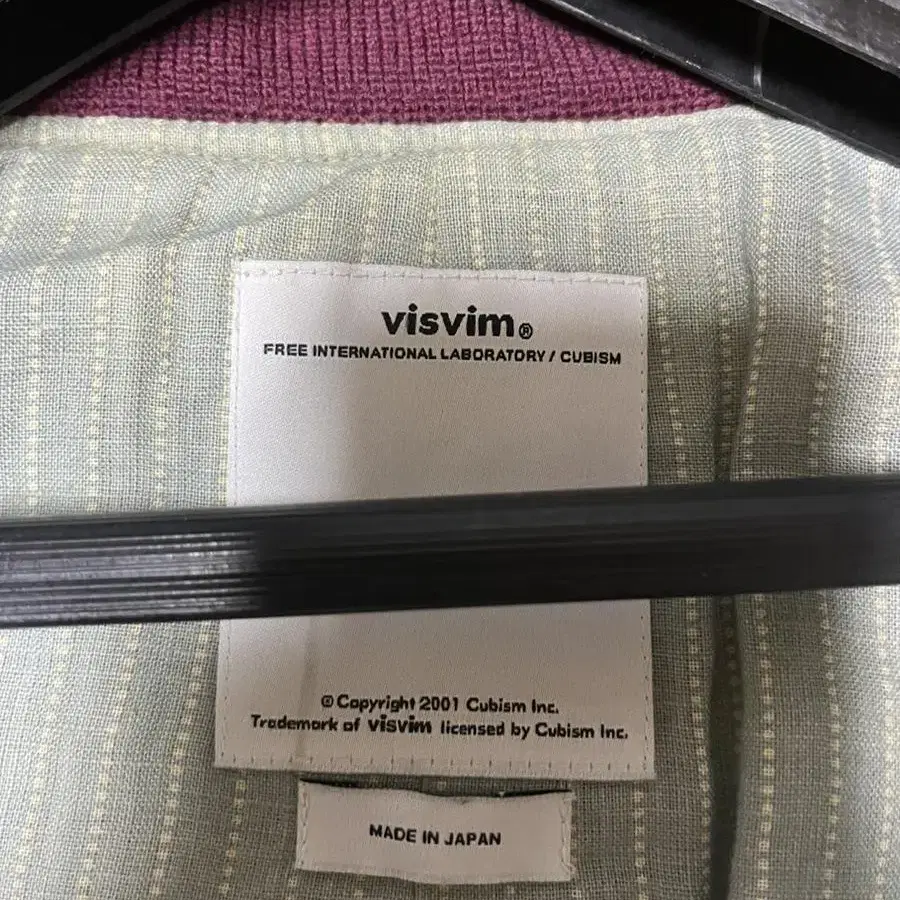 visvim®
FREE INTERNATIONAL LABORATORY / CUBISM
© Copyright 2001 Cubism Inc.
Trademark of visvim licensed by Cubism Inc.
MADE IN JAPAN